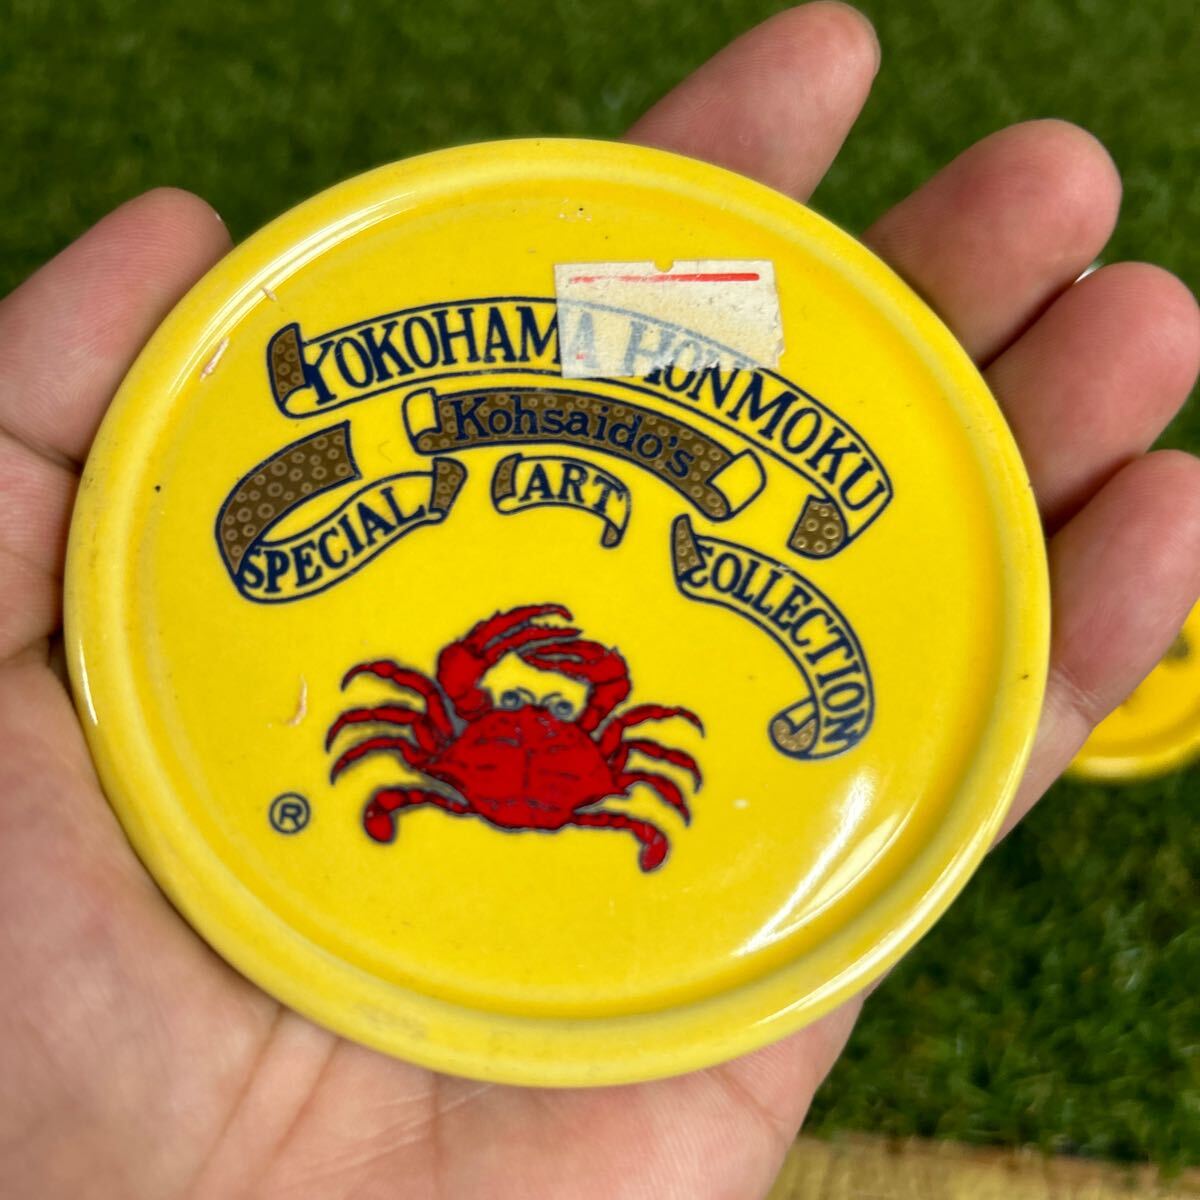 YOKOHAMA HONMOKU
Kohsaido's
SPECIAL ART COLLECTION
®